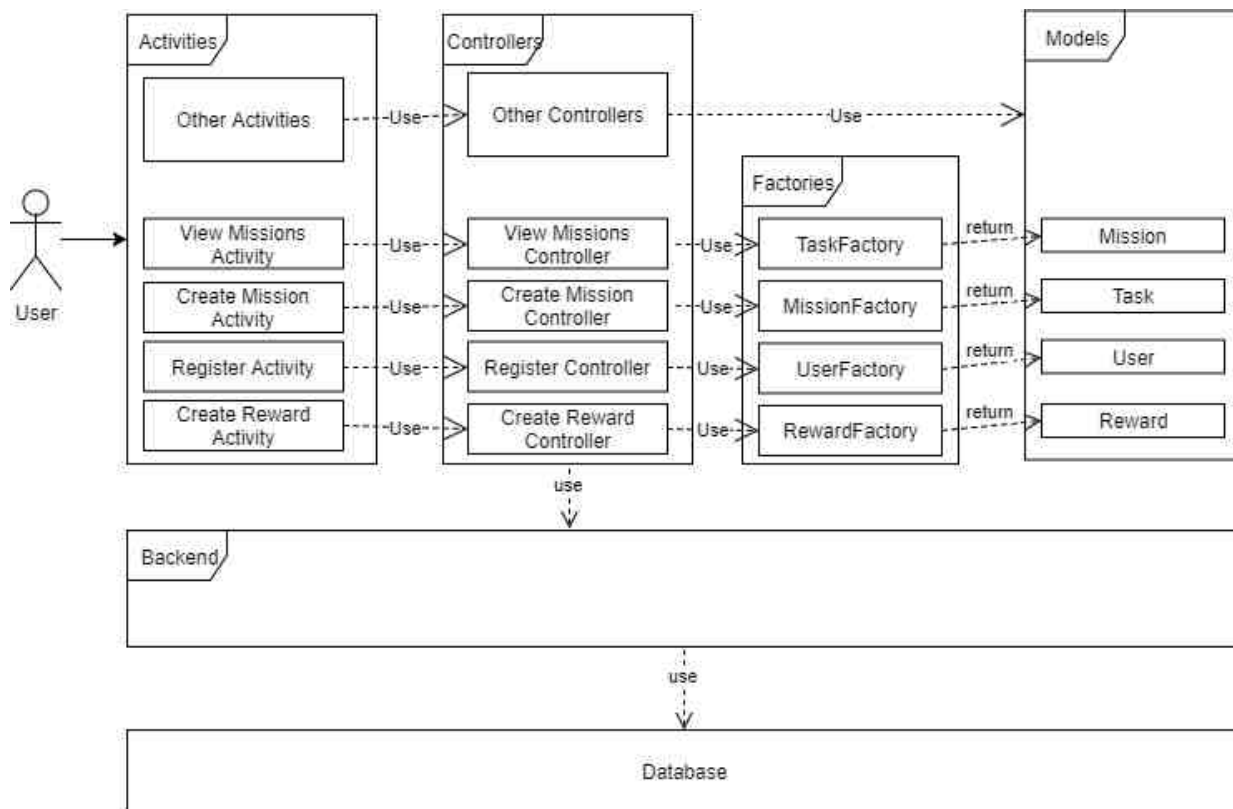 Activities
Controllers
Models
Other Activities
Use
Other Controllers
Use
Factories
View Missions
Activity
Use
View Missions
Controller
Use
TaskFactory
return
Mission
User
Create Mission
Activity
Use
Create Mission
Controller
Use
MissionFactory
return
Task
Register Activity
Use
Register Controller
Use
UserFactory
return
User
Create Reward
Activity
Use
Create Reward
Controller
Use
RewardFactory
return
Reward
use
Backend
use
Database